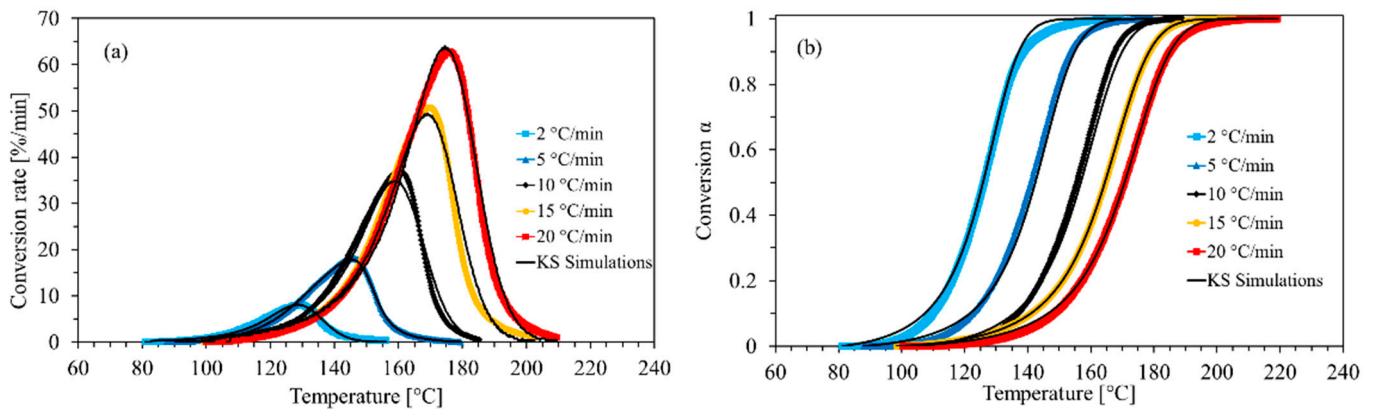 (a)
Conversion rate [%/min]
70
60
50
40
30
20
10
0
60 80 100 120 140 160 180 200 220 240
Temperature [°C]
2 °C/min
5 °C/min
10 °C/min
15 °C/min
20 °C/min
KS Simulations
(b)
Conversion α
1
0.8
0.6
0.4
0.2
0
60 80 100 120 140 160 180 200 220 240
Temperature [°C]
2 °C/min
5 °C/min
10 °C/min
15 °C/min
20 °C/min
KS Simulations